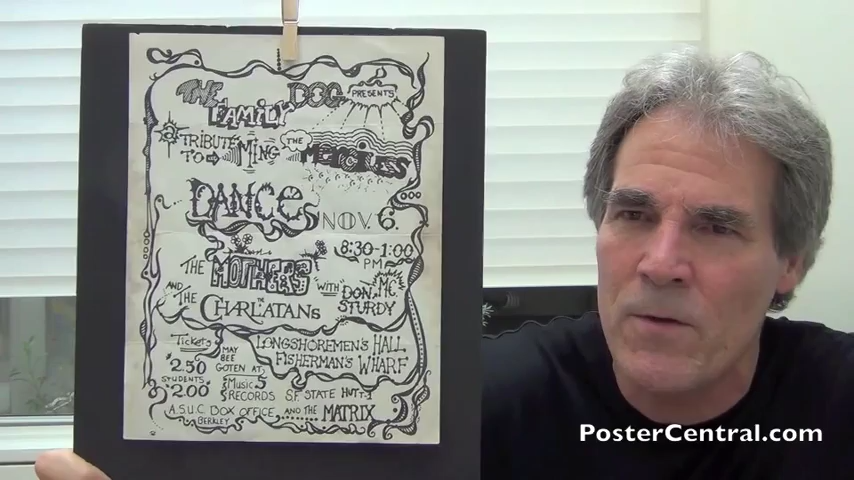 THE FAMILY DOG PRESENTS
a TRIBUTE TO MING THE MERCILESS
DANCE NOV. 6.
8:30-1:00 PM
THE MOTHERS WITH DON Mc STURDY
AND THE CHARLATANS THE
Tickets MAY BEE GOTEN AT:
$2.50
STUDENTS $2.00
LONGSHOREMEN'S HALL
FISHERMAN'S WHARF
Music 5 RECORDS S.F. STATE HUT T-1
A.S.U.C BOX OFFICE BERKLEY AND THE MATRIX
PosterCentral.com